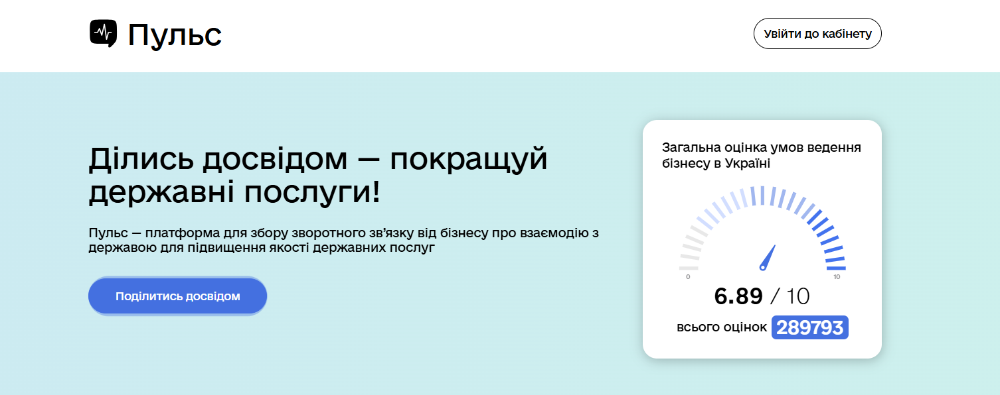 Пульс
Увійти до кабінету
Ділись досвідом — покращуй
державні послуги!
Пульс — платформа для збору зворотного зв’язку від бізнесу про взаємодію з
державою для підвищення якості державних послуг
Поділитись досвідом
Загальна оцінка умов ведення
бізнесу в Україні
0
10
6.89 / 10
всього оцінок 289793